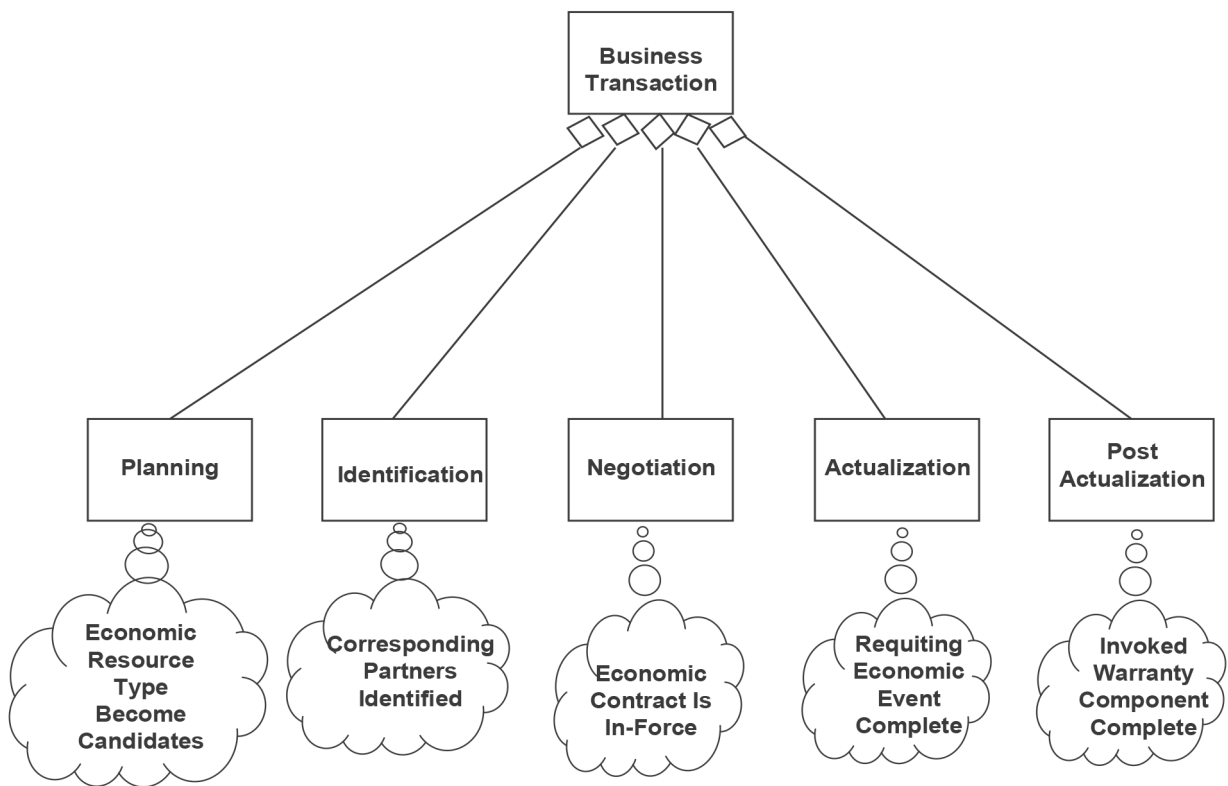 Business
Transaction
Planning
Identification
Negotiation
Actualization
Post
Actualization
Economic
Resource
Type
Become
Candidates
Corresponding
Partners
Identified
Economic
Contract Is
In-Force
Requiting
Economic
Event
Complete
Invoked
Warranty
Component
Complete